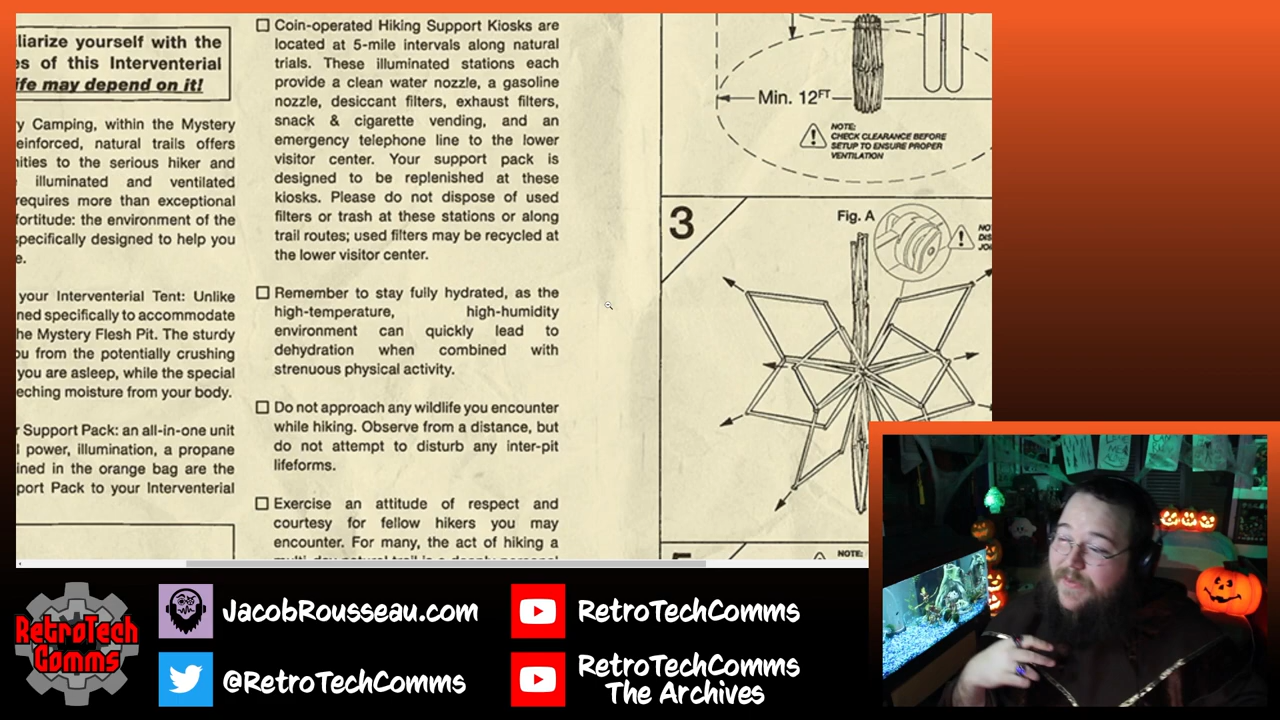 liarize yourself with the
es of this Interventerial
ife may depend on it!
y Camping, within the Mystery
einforced, natural trails offers
nities to the serious hiker and
illuminated and ventilated
requires more than exceptional
fortitude: the environment of the
specifically designed to help you
e.
your Interventerial Tent: Unlike
ned specifically to accommodate
he Mystery Flesh Pit. The sturdy
ou from the potentially crushing
you are asleep, while the special
eching moisture from your body.
r Support Pack: an all-in-one unit
l power, illumination, a propane
ined in the orange bag are the
port Pack to your Interventerial
Coin-operated Hiking Support Kiosks are
located at 5-mile intervals along natural
trials. These illuminated stations each
provide a clean water nozzle, a gasoline
nozzle, desiccant filters, exhaust filters,
snack & cigarette vending, and an
emergency telephone line to the lower
visitor center. Your support pack is
designed to be replenished at these
kiosks. Please do not dispose of used
filters or trash at these stations or along
trail routes; used filters may be recycled at
the lower visitor center.
Remember to stay fully hydrated, as the
high-temperature, high-humidity
environment can quickly lead to
dehydration when combined with
strenuous physical activity.
Do not approach any wildlife you encounter
while hiking. Observe from a distance, but
do not attempt to disturb any inter-pit
lifeforms.
Exercise an attitude of respect and
courtesy for fellow hikers you may
encounter. For many, the act of hiking a
multi-day natural trail is a deeply personal
Min. 12FT
NOTE:
CHECK CLEARANCE BEFORE
SETUP TO ENSURE PROPER
VENTILATION
3
Fig. A
NO
DIS
JO
5
NOTE:
RetroTech
Comms
JacobRousseau.com
@RetroTechComms
RetroTechComms
RetroTechComms
The Archives